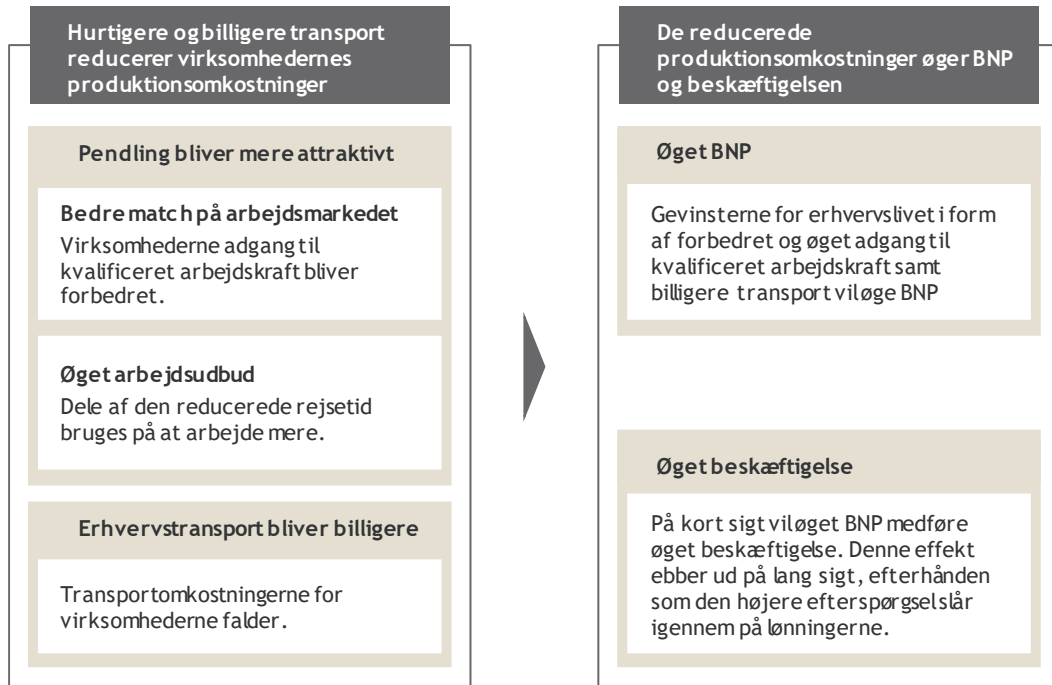 Hurtigere og billigere transport
reducerer virksomhedernes
produktionsomkostninger
Pendling bliver mere attraktivt
Bedre match på arbejdsmarkedet
Virksomhederne adgang til
kvalificeret arbejdskraft bliver
forbedret.
Øget arbejdsudbud
Dele af den reducerede rejsetid
bruges på at arbejde mere.
Erhvervstransport bliver billigere
Transportomkostningerne for
virksomhederne falder.
De reducerede
produktionsomkostninger øger BNP
og beskæftigelsen
Øget BNP
Gevinsterne for erhvervslivet i form
af forbedret og øget adgang til
kvalificeret arbejdskraft samt
billigere transport vil øge BNP
Øget beskæftigelse
På kort sigt vil øget BNP medføre
øget beskæftigelse. Denne effekt
ebber ud på lang sigt, efterhånden
som den højere efterspørgsel slår
igennem på lønningerne.